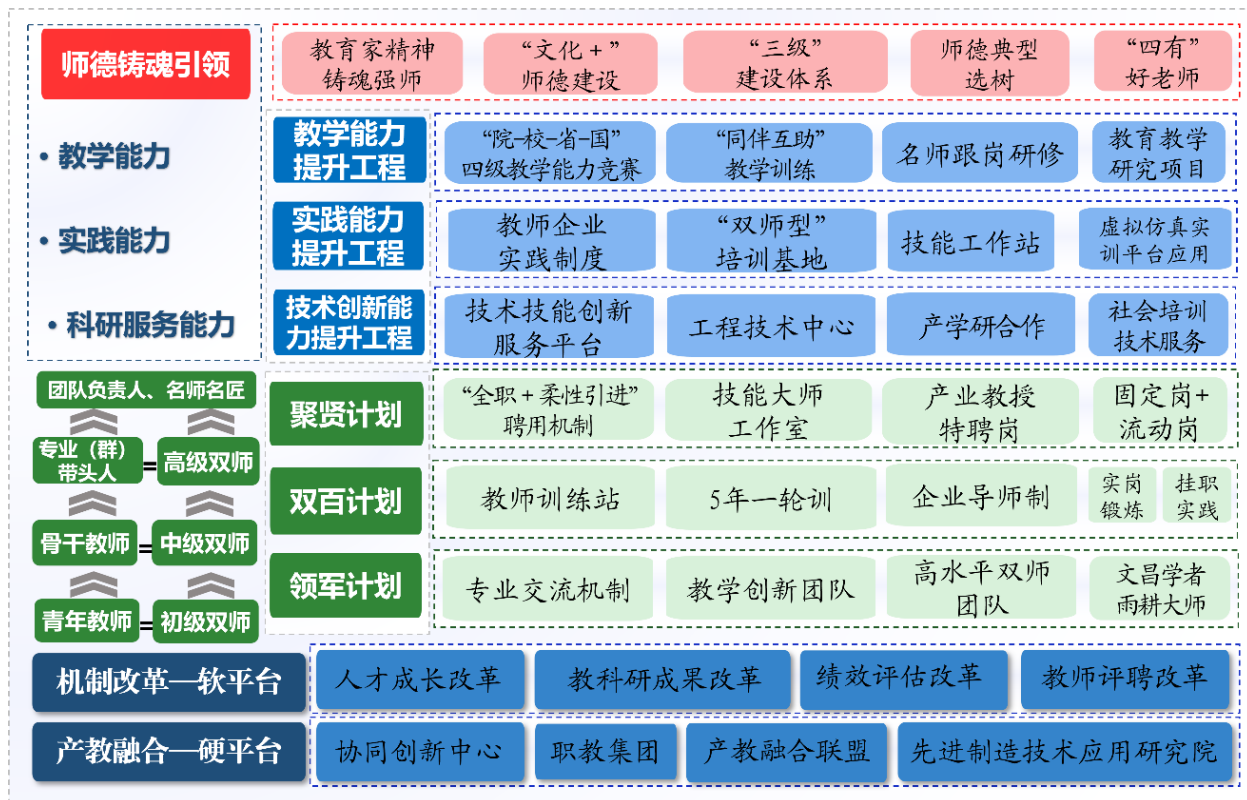 师德铸魂引领
教育家精神
铸魂强师
“文化+”
师德建设
“三级”
建设体系
师德典型
选树
“四有”
好老师
• 教学能力
• 实践能力
• 科研服务能力
教学能力
提升工程
“院-校-省-国”
四级教学能力竞赛
“同伴互助”
教学训练
名师跟岗研修
教育教学
研究项目
实践能力
提升工程
教师企业
实践制度
“双师型”
培训基地
技能工作站
虚拟仿真实
训平台应用
技术创新能
力提升工程
技术技能创新
服务平台
工程技术中心
产学研合作
社会培训
技术服务
团队负责人、名师名匠
专业（群）
带头人
=
高级双师
骨干教师
=
中级双师
青年教师
=
初级双师
聚贤计划
“全职+柔性引进”
聘用机制
技能大师
工作室
产业教授
特聘岗
固定岗+
流动岗
双百计划
教师训练站
5年一轮训
企业导师制
实岗
锻炼
挂职
实践
领军计划
专业交流机制
教学创新团队
高水平双师
团队
文昌学者
雨耕大师
机制改革—软平台
人才成长改革
教科研成果改革
绩效评估改革
教师评聘改革
产教融合—硬平台
协同创新中心
职教集团
产教融合联盟
先进制造技术应用研究院